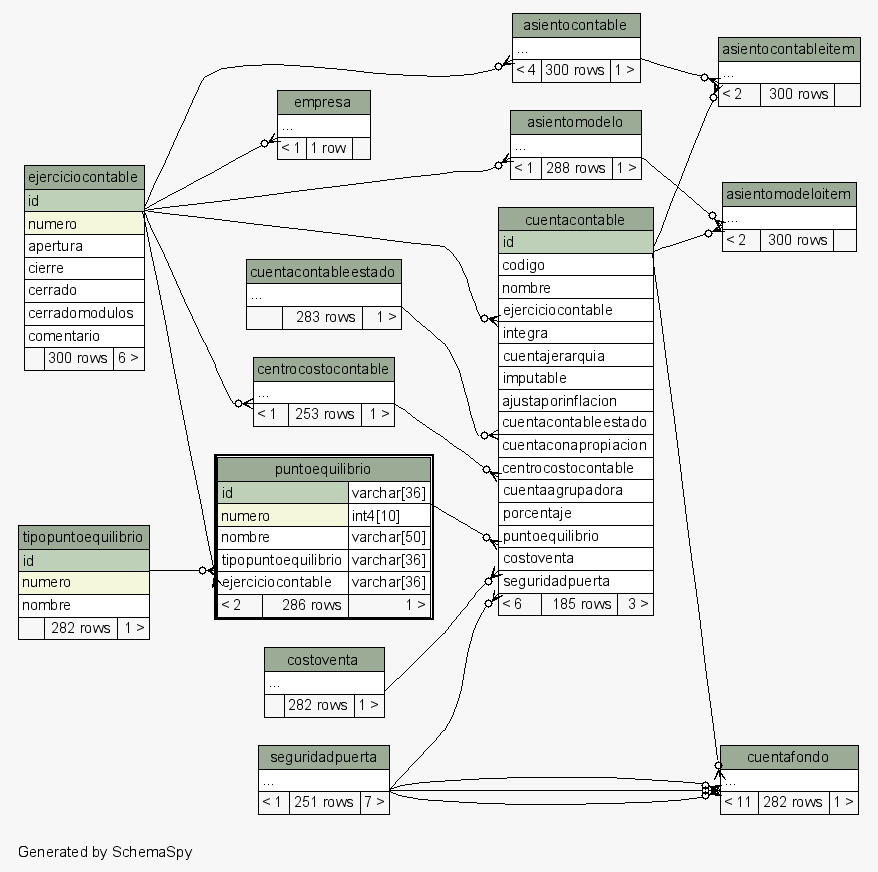 asientocontable
...
< 4 300 rows 1 >
asientocontableitem
...
< 2 300 rows
empresa
...
< 1 1 row
asientomodelo
...
< 1 288 rows 1 >
asientomodeloitem
...
< 2 300 rows
ejerciciocontable
id
numero
apertura
cierre
cerrado
cerradomodulos
comentario
300 rows 6 >
cuentacontable
id
codigo
nombre
ejerciciocontable
integra
cuentajerarquia
imputable
ajustaporinflacion
cuentacontableestado
cuentaconapropiacion
centrocostocontable
cuentaagrupadora
porcentaje
puntoequilibrio
costoventa
seguridadpuerta
< 6 185 rows 3 >
cuentacontableestado
...
283 rows 1 >
centrocostocontable
...
< 1 253 rows 1 >
puntoequilibrio
id varchar[36]
numero int4[10]
nombre varchar[50]
tipopuntoequilibrio varchar[36]
ejerciciocontable varchar[36]
< 2 286 rows 1 >
tipopuntoequilibrio
id
numero
nombre
282 rows 1 >
costoventa
...
282 rows 1 >
seguridadpuerta
...
< 1 251 rows 7 >
cuentafondo
...
< 11 282 rows 1 >
Generated by SchemaSpy